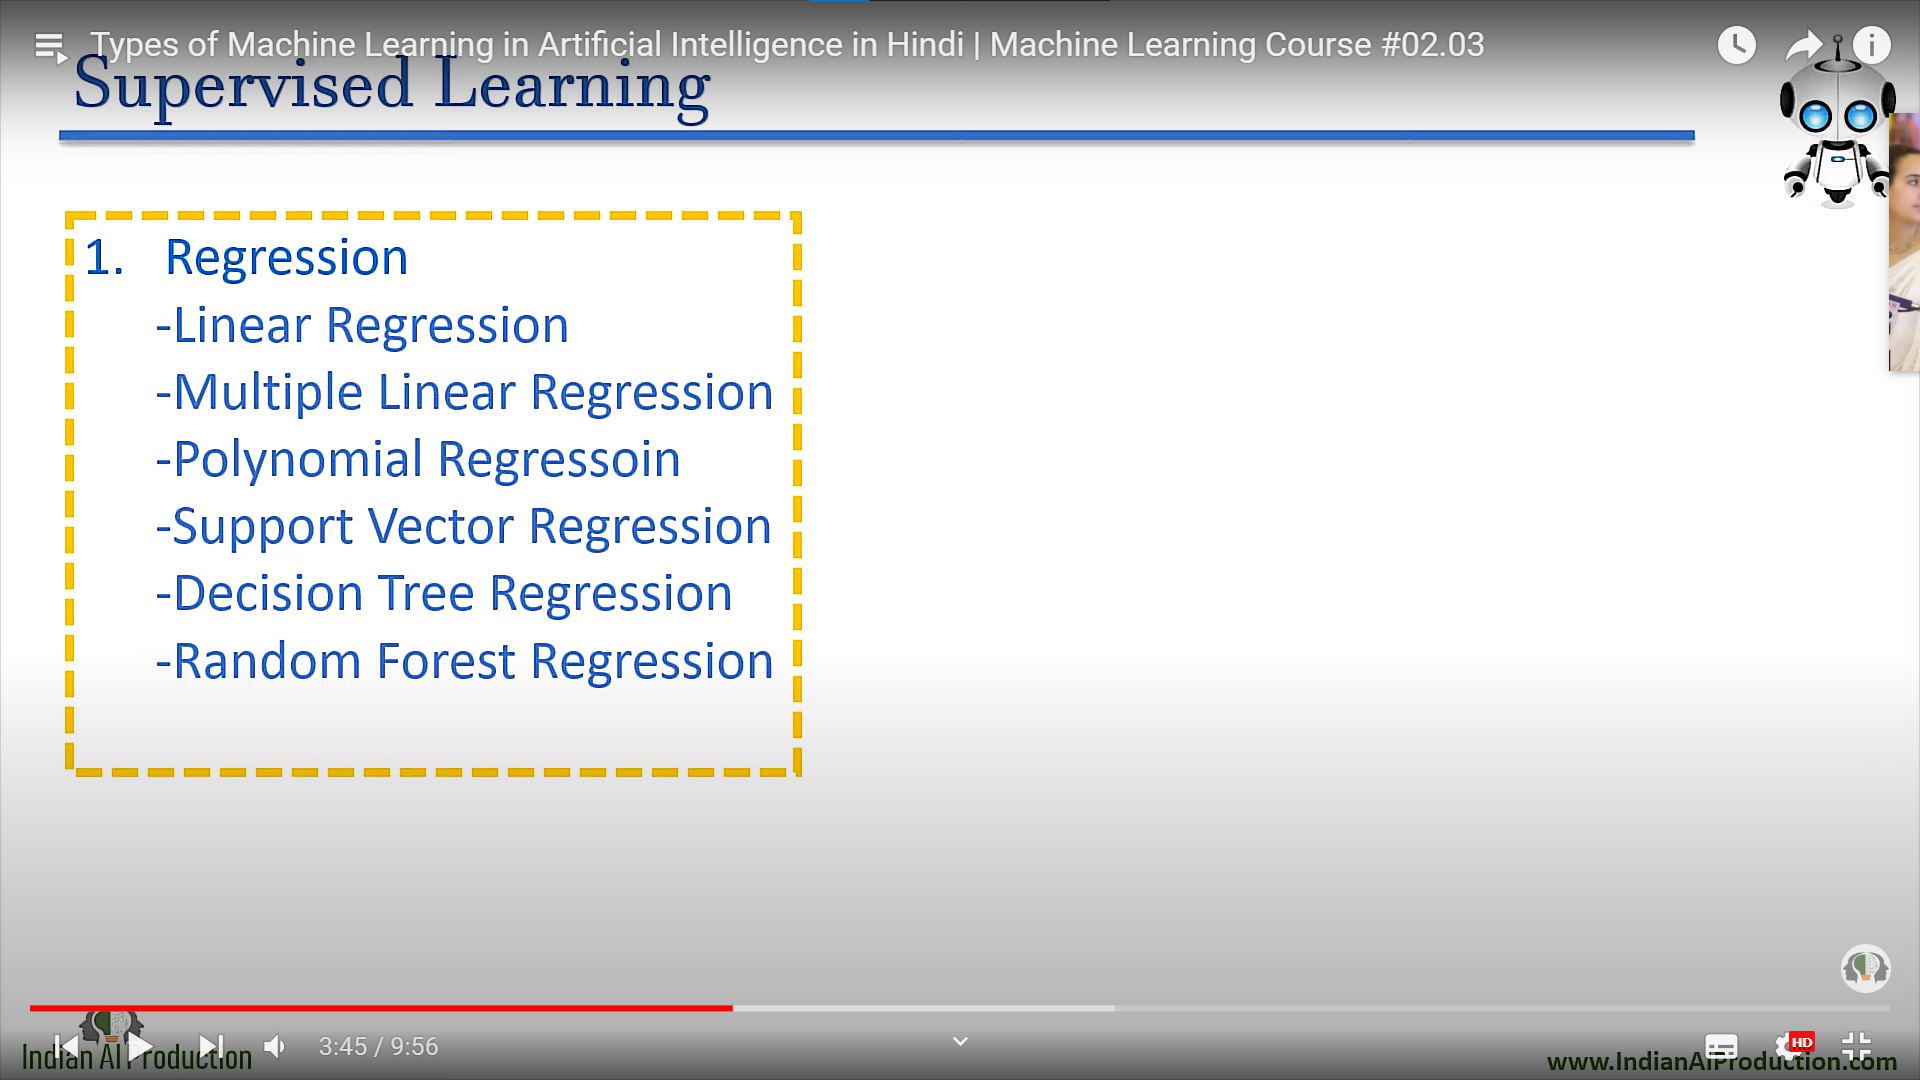 Types of Machine Learning in Artificial Intelligence in Hindi | Machine Learning Course #02.03
Supervised Learning
1. Regression
-Linear Regression
-Multiple Linear Regression
-Polynomial Regressoin
-Support Vector Regression
-Decision Tree Regression
-Random Forest Regression
3:45 / 9:56
HD
Indian AI Production
www.IndianAIProduction.com